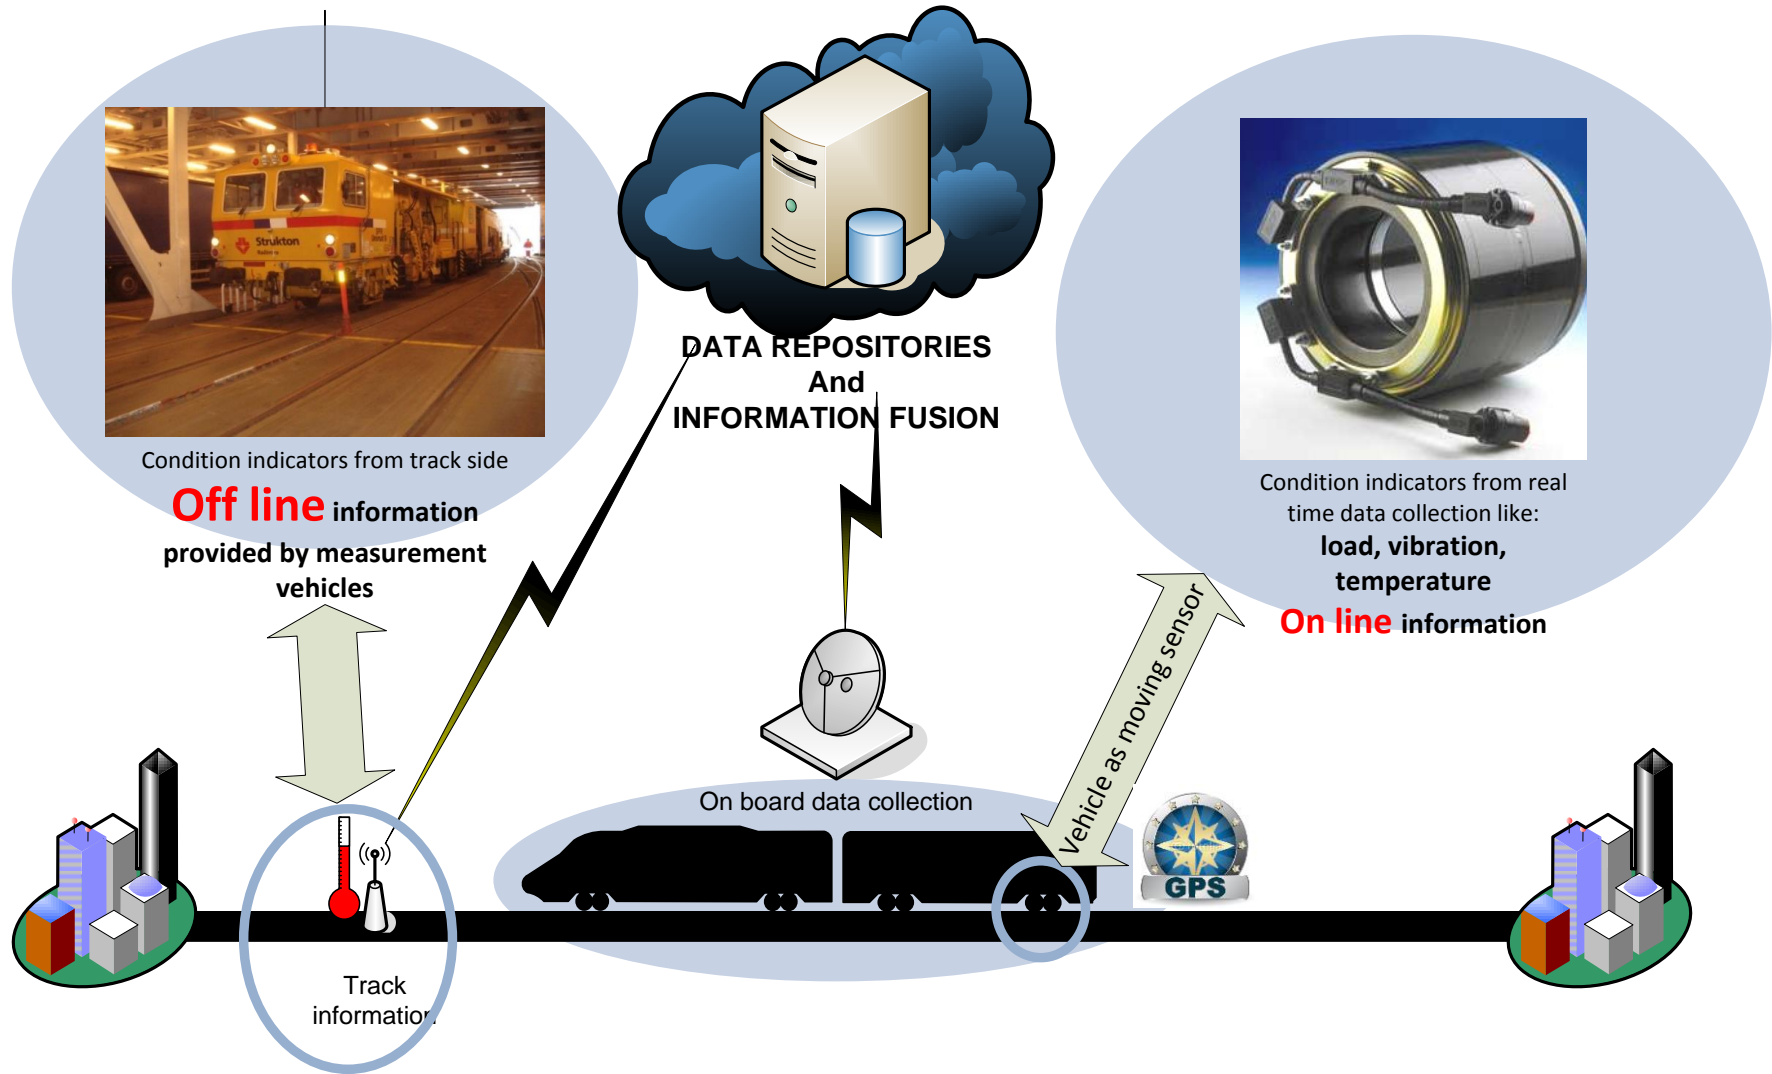 Strukton
Condition indicators from track side
Off line information
provided by measurement
vehicles
DATA REPOSITORIES
And
INFORMATION FUSION
Condition indicators from real
time data collection like:
load, vibration,
temperature
On line information
Vehicle as moving sensor
On board data collection
GPS
Track
information